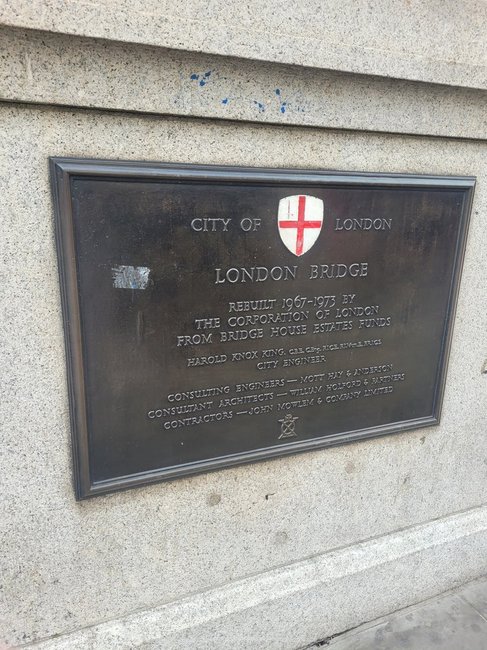 CITY OF LONDON
LONDON BRIDGE
REBUILT 1967-1973 BY
THE CORPORATION OF LONDON
FROM BRIDGE HOUSE ESTATES FUNDS
HAROLD KNOX KING, C.B.E.
CITY ENGINEER
CONSULTING ENGINEERS — MOTT HAY & ANDERSON
CONSULTANT ARCHITECTS — WILLIAM HOLFORD & PARTNERS
CONTRACTORS — JOHN MOWLEM & COMPANY LIMITED